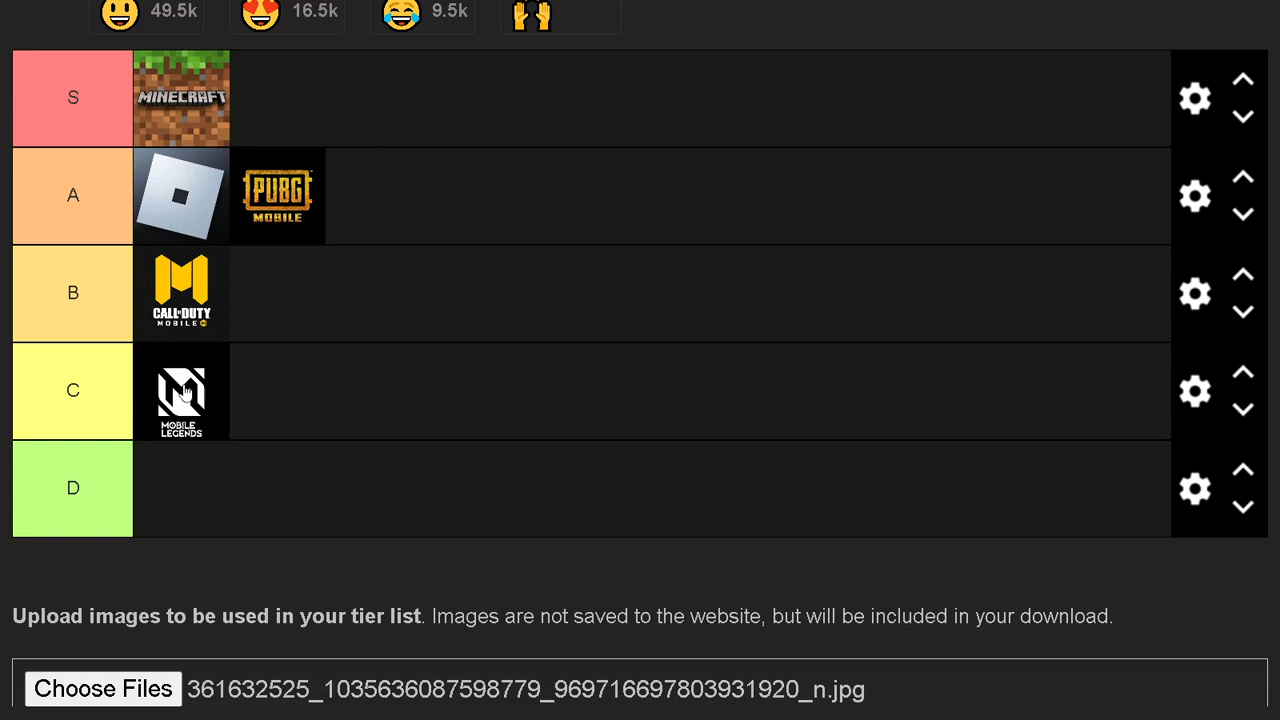 49.5k 16.5k 9.5k
S
MINECRAFT
A
PUBG
MOBILE
B
CALL OF DUTY
MOBILE
C
MOBILE
LEGENDS
D
Upload images to be used in your tier list. Images are not saved to the website, but will be included in your download.
Choose Files 361632525_1035636087598779_969716697803931920_n.jpg